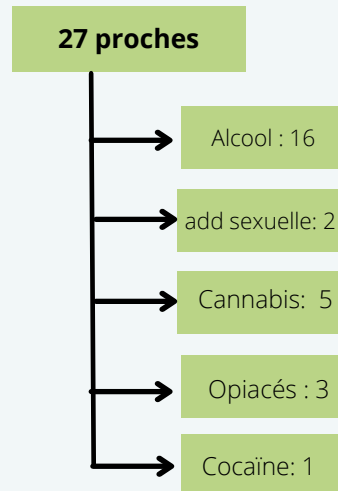 27 proches
Alcool : 16
add sexuelle: 2
Cannabis: 5
Opiacés : 3
Cocaïne: 1